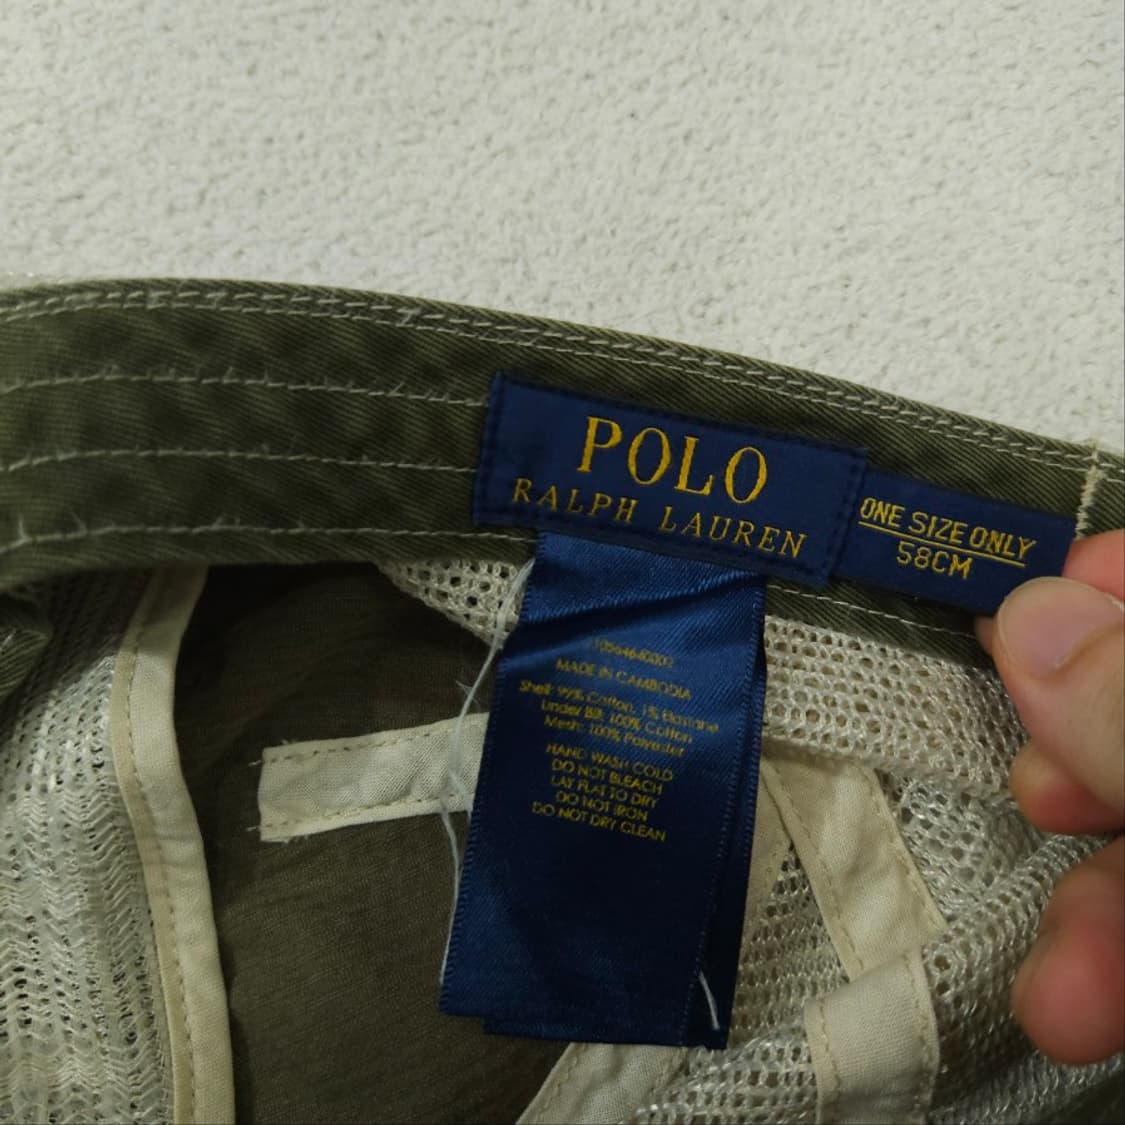 POLO
RALPH LAUREN
ONE SIZE ONLY
58CM
MADE IN CAMBODIA
Shell: 99% Cotton, 1% Elastane
Under Bill: 100% Cotton
Mesh: 100% Polyester
HAND WASH COLD
DO NOT BLEACH
LAY FLAT TO DRY
DO NOT IRON
DO NOT DRY CLEAN